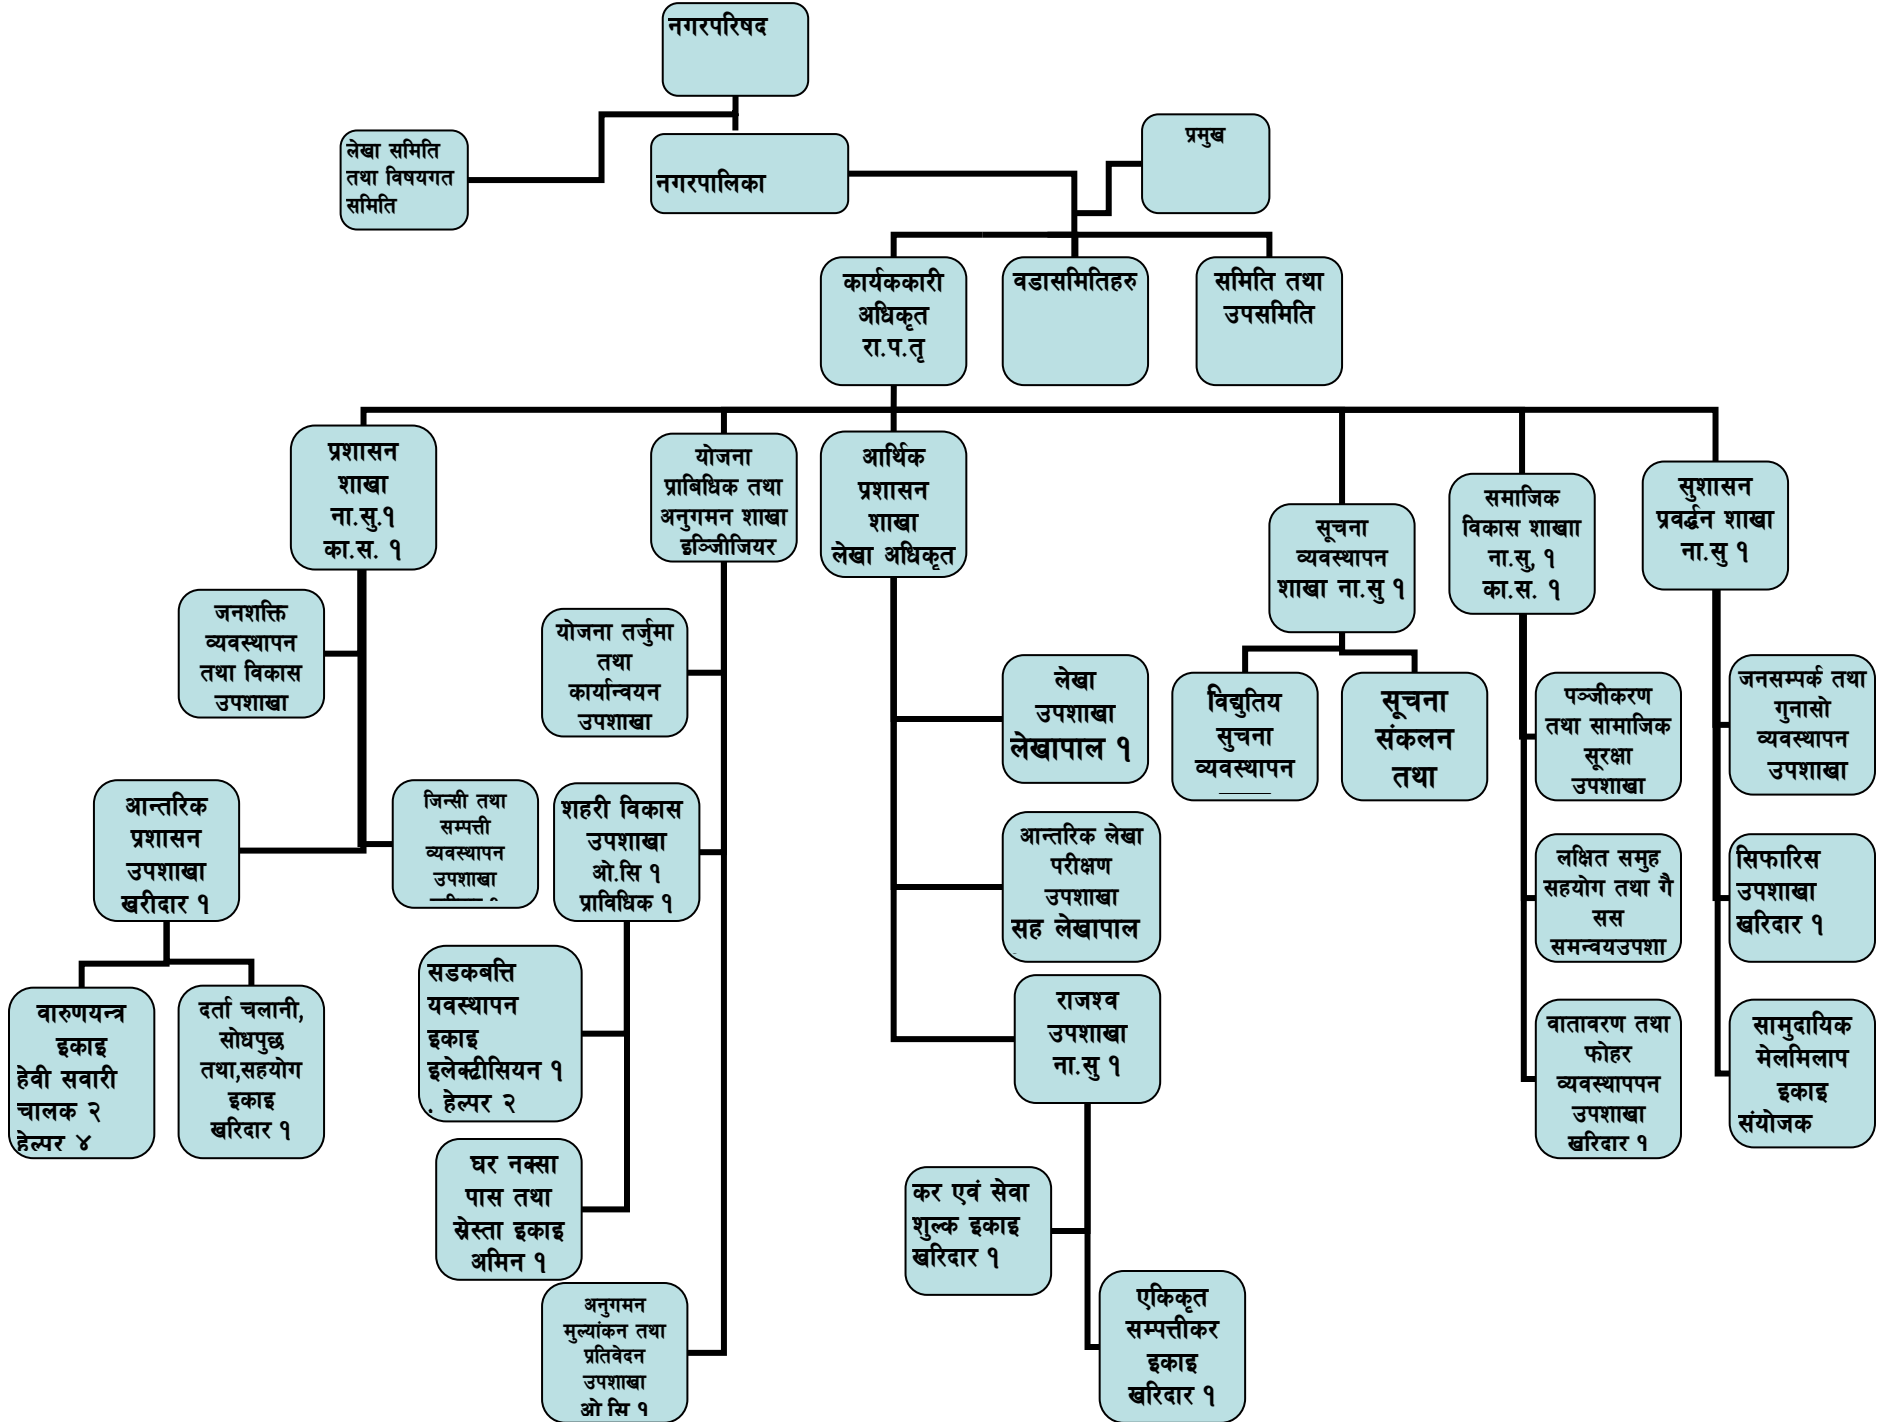 नगरपरिषद
लेखा समिति
तथा विषयगत
समिति
नगरपालिका
प्रमुख
कार्यककारी
अधिकृत
रा.प.तृ
वडासमितिहरु
समिति तथा
उपसमिति
प्रशासन
शाखा
ना.सु.१
का.स. १
योजना
प्राबिधिक तथा
अनुगमन शाखा
इञ्जिीजियर
आर्थिक
प्रशासन
शाखा
लेखा अधिकृत
सूचना
व्यवस्थापन
शाखा ना.सु १
समाजिक
विकास शाखाा
ना.सु, १
का.स. १
सुशासन
प्रवर्द्धन शाखा
ना.सु १
जनशक्ति
व्यवस्थापन
तथा विकास
उपशाखा
योजना तर्जुमा
तथा
कार्यान्वयन
उपशाखा
लेखा
उपशाखा
लेखापाल १
विद्युतिय
सुचना
व्यवस्थापन
सूचना
संकलन
तथा
पञ्जीकरण
तथा सामाजिक
सूरक्षा
उपशाखा
जनसम्पर्क तथा
गुनासो
व्यवस्थापन
उपशाखा
आन्तरिक
प्रशासन
उपशाखा
खरीदार १
जिन्सी तथा
सम्पत्ती
व्यवस्थापन
उपशाखा
शहरी विकास
उपशाखा
ओ.सि १
प्राविधिक १
आन्तरिक लेखा
परीक्षण
उपशाखा
सह लेखापाल
लक्षित समुह
सहयोग तथा गै
सस
समन्वयउपशा
सिफारिस
उपशाखा
खरिदार १
वारुणयन्त्र
इकाइ
हेवी सवारी
चालक २
हेल्पर ४
दर्ता चलानी,
सोधपुछ
तथा,सहयोग
इकाइ
खरिदार १
सडकबत्ति
यवस्थापन
इकाइ
इलेक्टीसियन १
. हेल्पर २
राजश्व
उपशाखा
ना.सु १
वातावरण तथा
फोहर
व्यवस्थापपन
उपशाखा
खरिदार १
सामुदायिक
मेलमिलाप
इकाइ
संयोजक
घर नक्सा
पास तथा
स्रेस्ता इकाइ
अमिन १
कर एवं सेवा
शुल्क इकाइ
खरिदार १
अनुगमन
मुल्यांकन तथा
प्रतिवेदन
उपशाखा
ओ सि १
एकिकृत
सम्पत्तीकर
इकाइ
खरिदार १